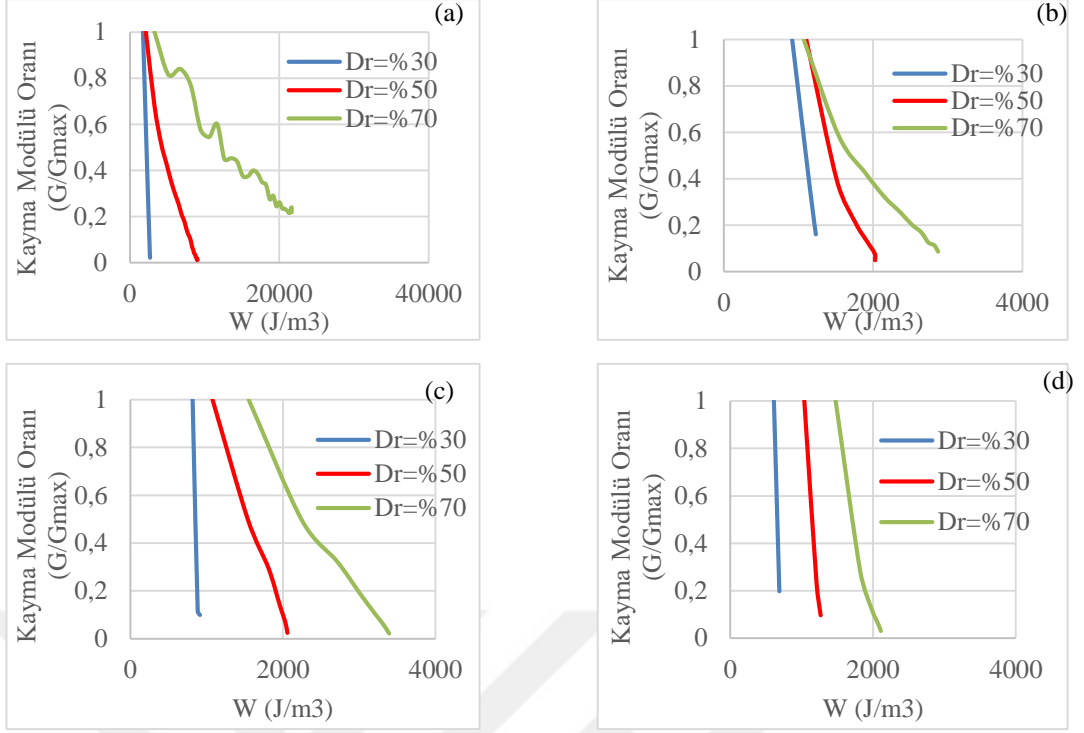 (a)
Kayma Modülü Oranı
(G/Gmax)
1
0,8
0,6
0,4
0,2
0
0 20000 40000
W (J/m3)
Dr=%30
Dr=%50
Dr=%70
(b)
Kayma Modülü Oranı
(G/Gmax)
1
0,8
0,6
0,4
0,2
0
0 2000 4000
W (J/m3)
Dr=%30
Dr=%50
Dr=%70
(c)
Kayma Modülü Oranı
(G/Gmax)
1
0,8
0,6
0,4
0,2
0
0 2000 4000
W (J/m3)
Dr=%30
Dr=%50
Dr=%70
(d)
Kayma Modülü Oranı
(G/Gmax)
1
0,8
0,6
0,4
0,2
0
0 2000 4000
W (J/m3)
Dr=%30
Dr=%50
Dr=%70